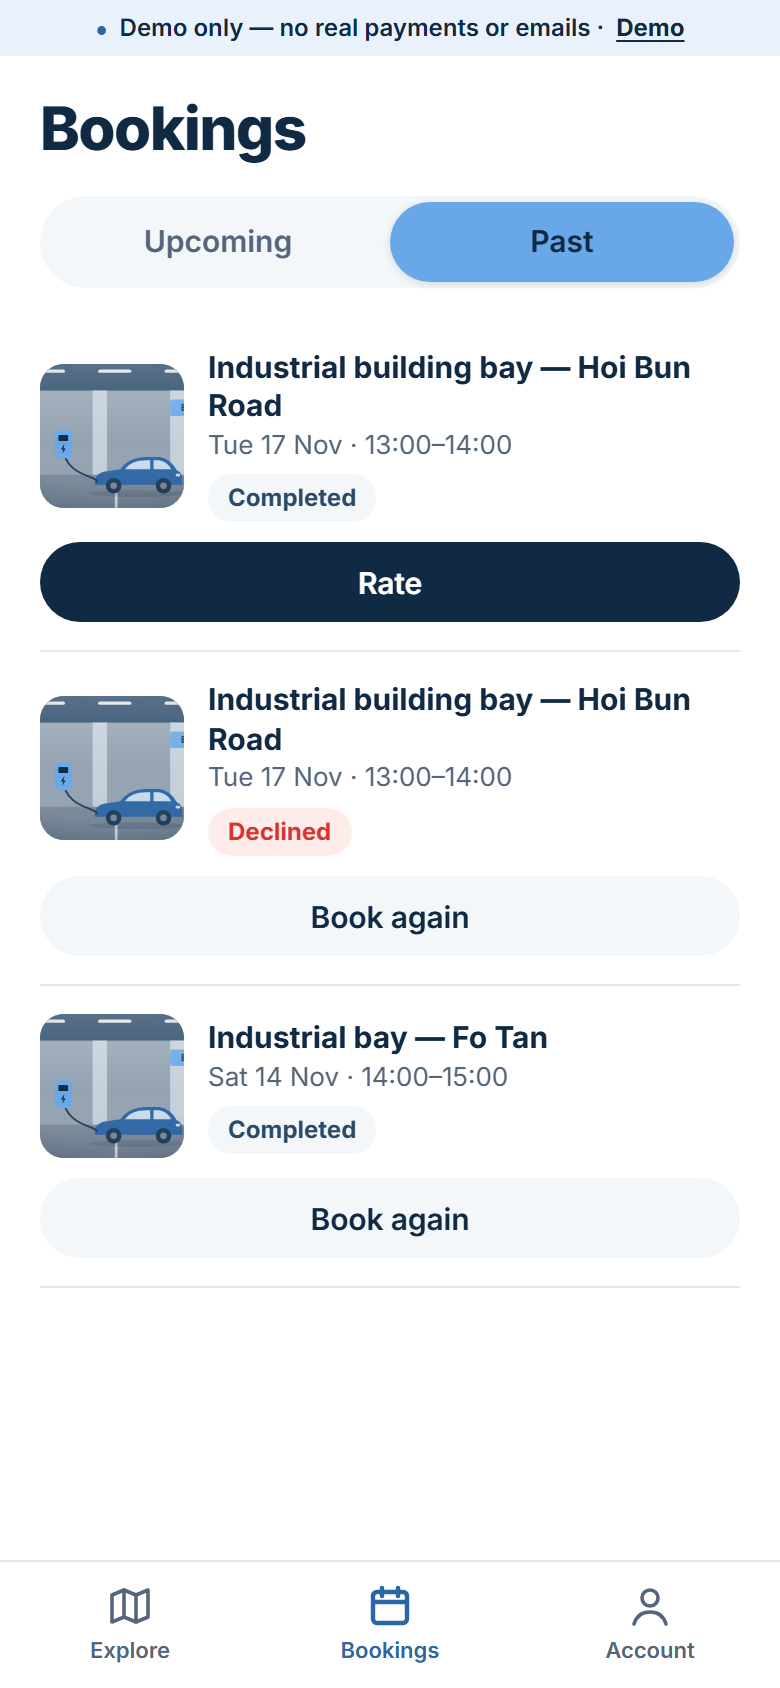 Demo only — no real payments or emails · Demo
Bookings
Upcoming
Past
Industrial building bay — Hoi Bun
Road
Tue 17 Nov · 13:00–14:00
Completed
Rate
Industrial building bay — Hoi Bun
Road
Tue 17 Nov · 13:00–14:00
Declined
Book again
Industrial bay — Fo Tan
Sat 14 Nov · 14:00–15:00
Completed
Book again
Explore
Bookings
Account